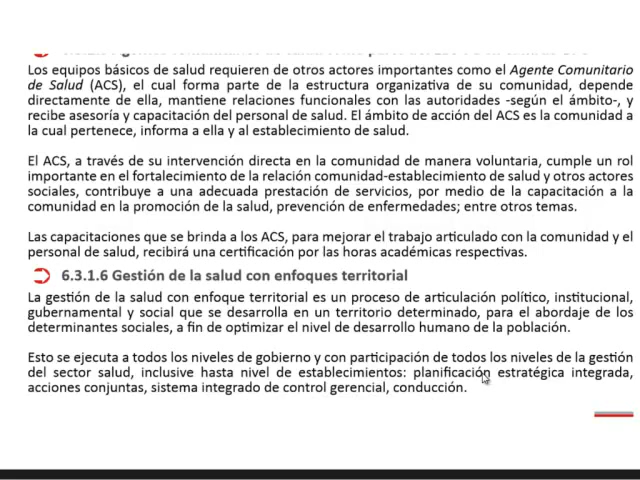 Los equipos básicos de salud requieren de otros actores importantes como el Agente Comunitario
de Salud (ACS), el cual forma parte de la estructura organizativa de su comunidad, depende
directamente de ella, mantiene relaciones funcionales con las autoridades -según el ámbito-, y
recibe asesoría y capacitación del personal de salud. El ámbito de acción del ACS es la comunidad a
la cual pertenece, informa a ella y al establecimiento de salud.
El ACS, a través de su intervención directa en la comunidad de manera voluntaria, cumple un rol
importante en el fortalecimiento de la relación comunidad-establecimiento de salud y otros actores
sociales, contribuye a una adecuada prestación de servicios, por medio de la capacitación a la
comunidad en la promoción de la salud, prevención de enfermedades; entre otros temas.
Las capacitaciones que se brinda a los ACS, para mejorar el trabajo articulado con la comunidad y el
personal de salud, recibirá una certificación por las horas académicas respectivas.
6.3.1.6 Gestión de la salud con enfoques territorial
La gestión de la salud con enfoque territorial es un proceso de articulación político, institucional,
gubernamental y social que se desarrolla en un territorio determinado, para el abordaje de los
determinantes sociales, a fin de optimizar el nivel de desarrollo humano de la población.
Esto se ejecuta a todos los niveles de gobierno y con participación de todos los niveles de la gestión
del sector salud, inclusive hasta nivel de establecimientos: planificación estratégica integrada,
acciones conjuntas, sistema integrado de control gerencial, conducción.